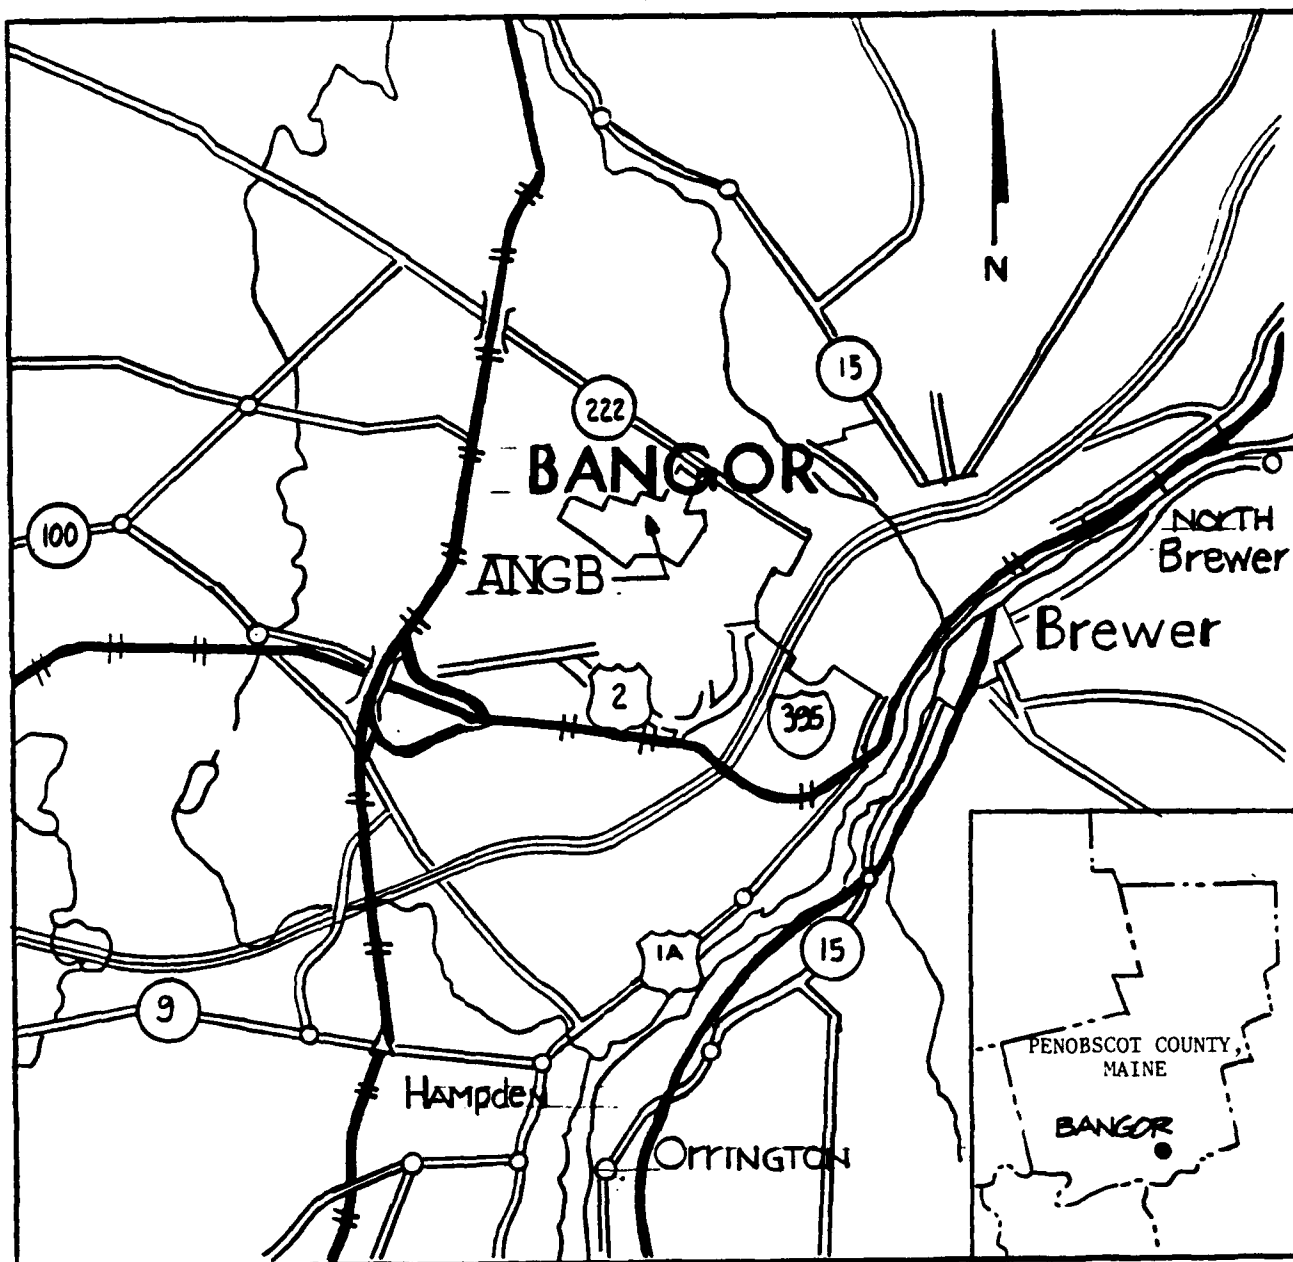 N
15
222
BANGOR
100
NORTH
Brewer
ANGB
Brewer
2
395
1A
15
9
PENOBSCOT COUNTY,
MAINE
Hampden
BANGOR
Orrington